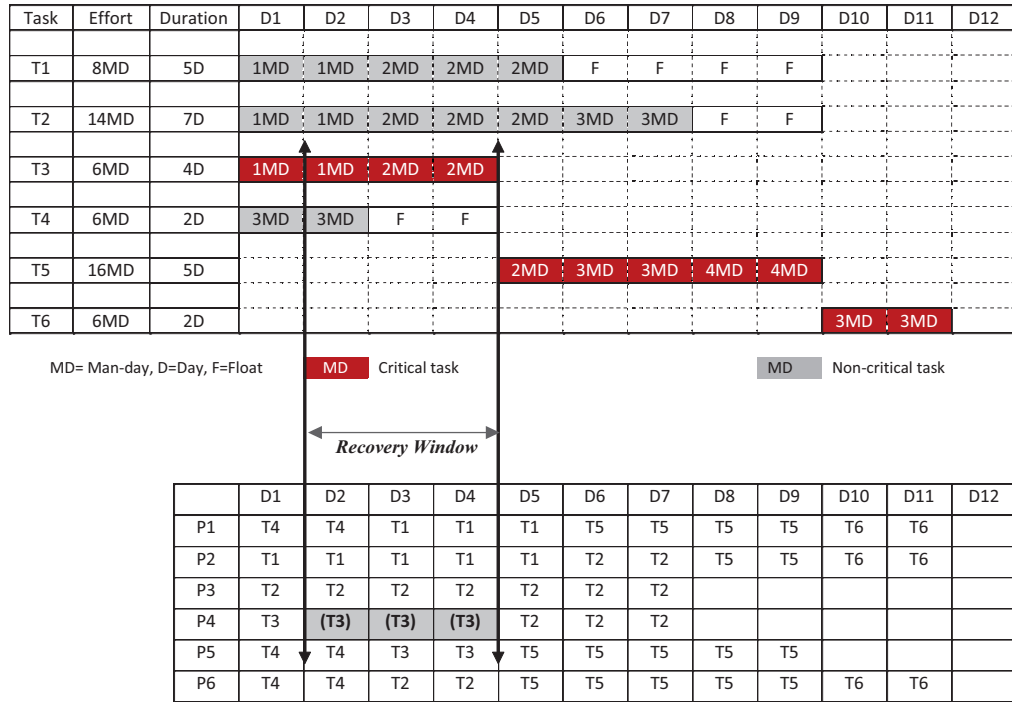 Task Effort Duration D1 D2 D3 D4 D5 D6 D7 D8 D9 D10 D11 D12
T1 8MD 5D 1MD 1MD 2MD 2MD 2MD F F F F
T2 14MD 7D 1MD 1MD 2MD 2MD 2MD 3MD 3MD F F
T3 6MD 4D 1MD 1MD 2MD 2MD
T4 6MD 2D 3MD 3MD F F
T5 16MD 5D 2MD 3MD 3MD 4MD 4MD
T6 6MD 2D 3MD 3MD
MD= Man-day, D=Day, F=Float MD Critical task MD Non-critical task
Recovery Window
D1 D2 D3 D4 D5 D6 D7 D8 D9 D10 D11 D12
P1 T4 T4 T1 T1 T1 T5 T5 T5 T5 T6 T6
P2 T1 T1 T1 T1 T1 T2 T2 T5 T5 T6 T6
P3 T2 T2 T2 T2 T2 T2 T2
P4 T3 (T3) (T3) (T3) T2 T2 T2
P5 T4 T4 T3 T3 T5 T5 T5 T5 T5
P6 T4 T4 T2 T2 T5 T5 T5 T5 T5 T6 T6